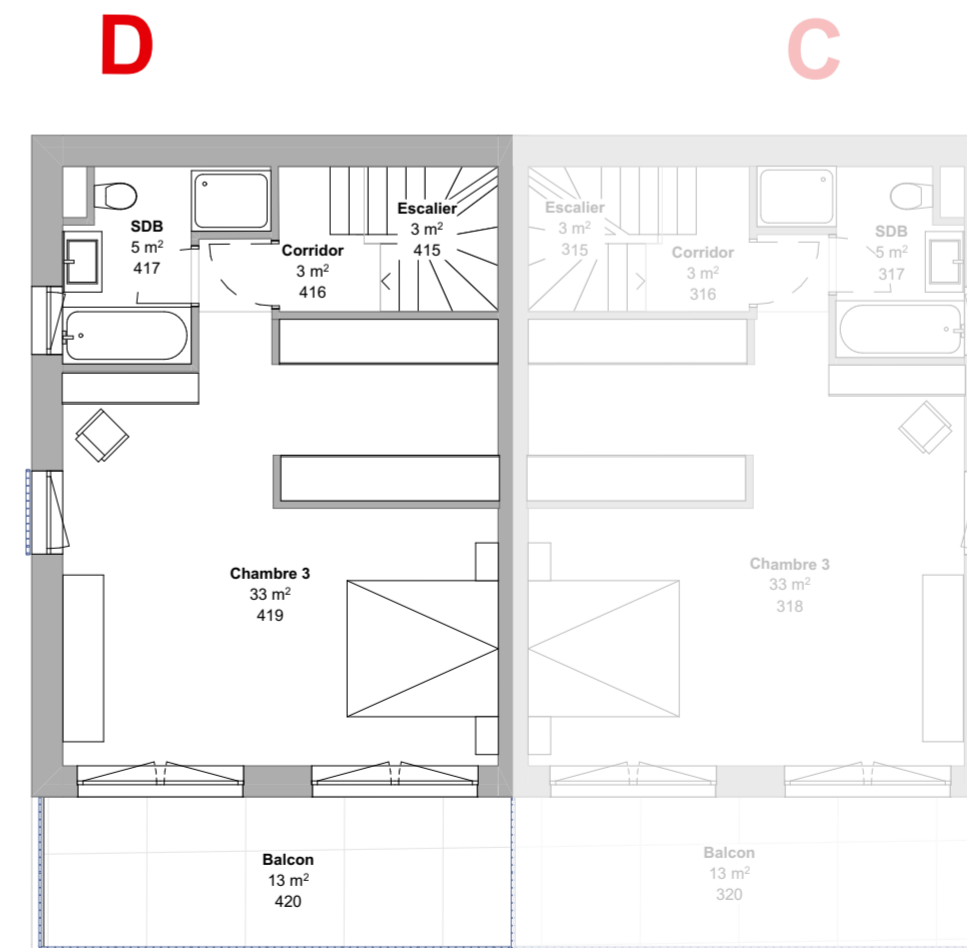 D
C
SDB
5 m²
417
Corridor
3 m²
416
Escalier
3 m²
415
Escalier
3 m²
315
Corridor
3 m²
316
SDB
5 m²
317
Chambre 3
33 m²
419
Chambre 3
33 m²
318
Balcon
13 m²
420
Balcon
13 m²
320